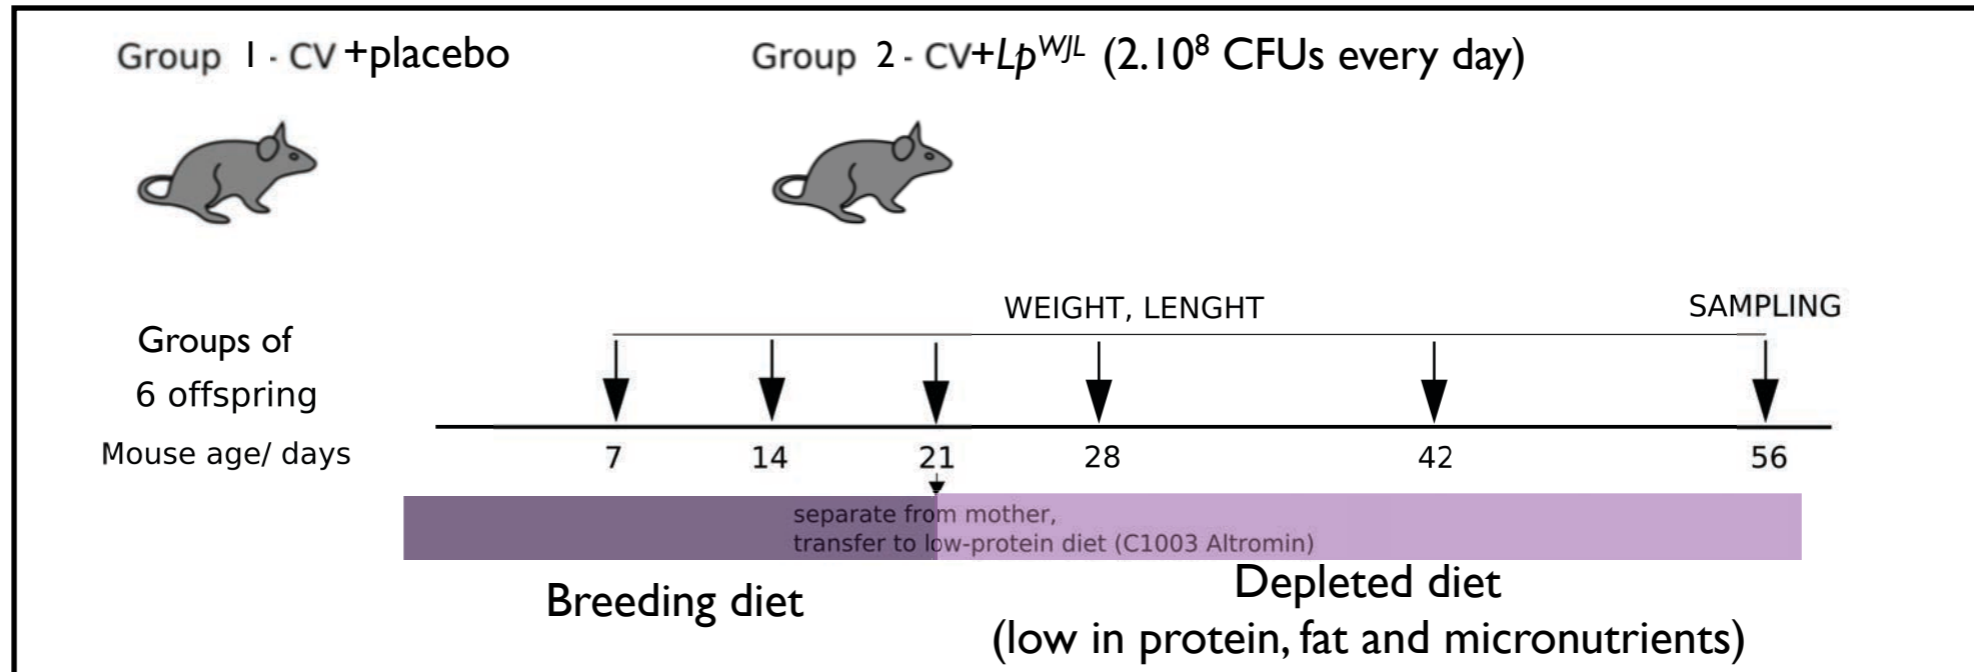 Group 1 - CV +placebo
Group 2 - CV+Lp^WJL (2.10⁸ CFUs every day)
WEIGHT, LENGHT
SAMPLING
Groups of
6 offspring
Mouse age/ days
7 14 21 28 42 56
separate from mother,
transfer to low-protein diet (C1003 Altromin)
Breeding diet
Depleted diet
(low in protein, fat and micronutrients)